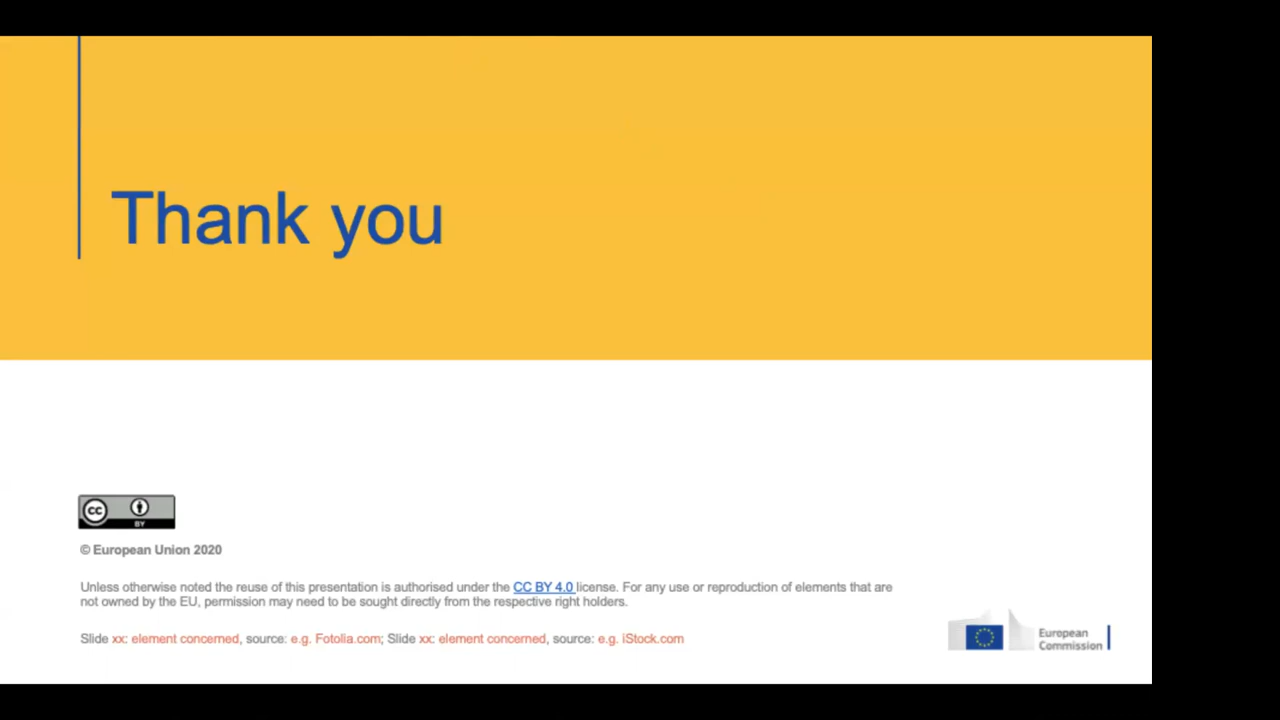 Thank you
cc
BY
© European Union 2020
Unless otherwise noted the reuse of this presentation is authorised under the CC BY 4.0 license. For any use or reproduction of elements that are
not owned by the EU, permission may need to be sought directly from the respective right holders.
Slide xx: element concerned, source: e.g. Fotolia.com; Slide xx: element concerned, source: e.g. iStock.com
European
Commission